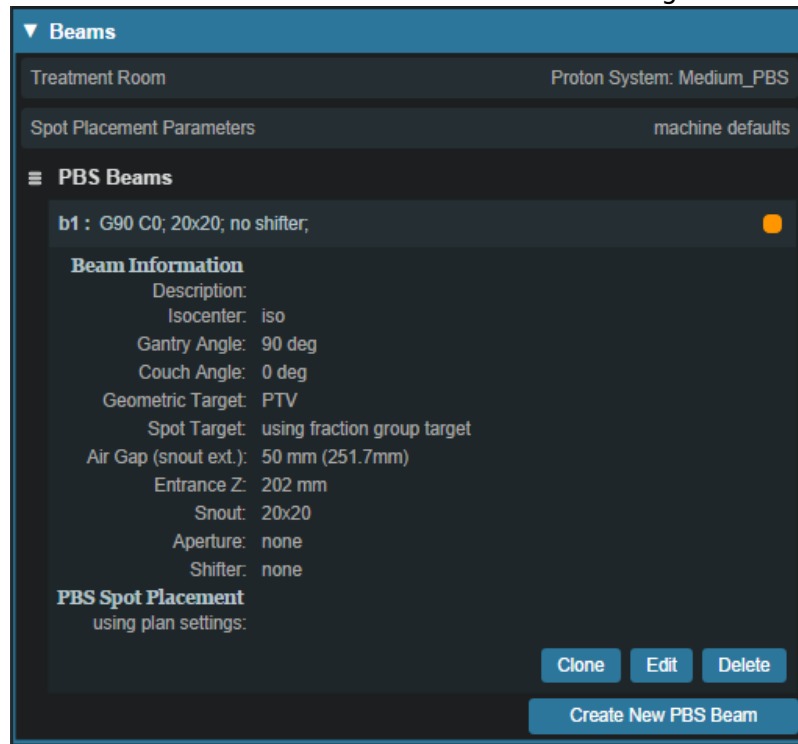 Beams
Treatment Room Proton System: Medium_PBS
Spot Placement Parameters machine defaults
PBS Beams
b1 : G90 C0; 20x20; no shifter;
Beam Information
Description:
Isocenter: iso
Gantry Angle: 90 deg
Couch Angle: 0 deg
Geometric Target: PTV
Spot Target: using fraction group target
Air Gap (snout ext.): 50 mm (251.7mm)
Entrance Z: 202 mm
Snout: 20x20
Aperture: none
Shifter: none
PBS Spot Placement
using plan settings:
Clone Edit Delete
Create New PBS Beam